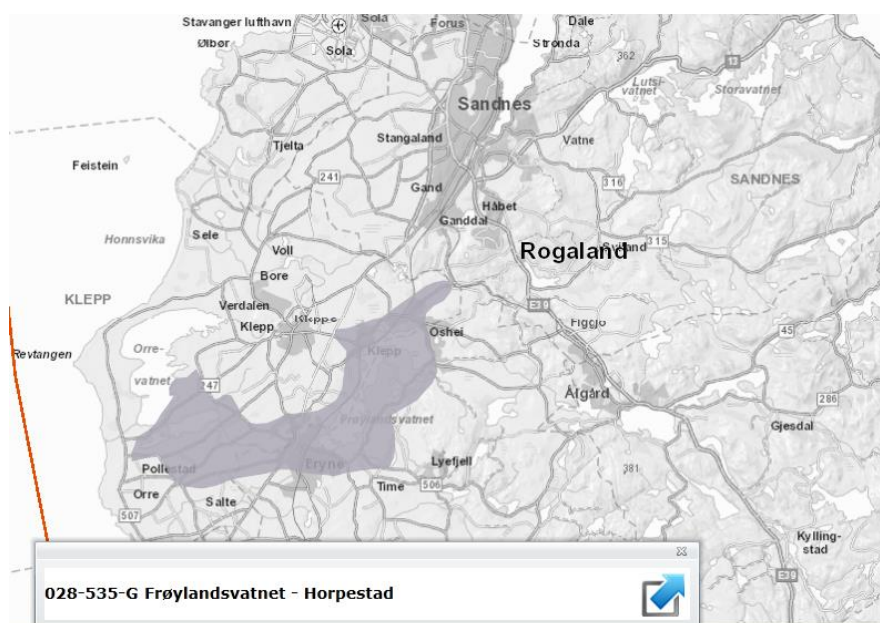 Stavanger lufthavn
Sola
Forus
Dale
Ølbør
Sola
Stronda
362
13
Lutsi-
vatnet
Storavatnet
Sandnes
Stangaland
Vatne
Tjelta
Feistein
241
Gand
316
SANDNES
Håbet
Ganddal
Honnsvika
Sele
Voll
Rogaland
315
Bore
KLEPP
Verdalen
Kleppe
Klepp
E39
Figgjo
Oshei
45
Klepp
Revtangen
Orre-
vatnet
247
Ålgård
286
Frøylandsvatnet
Gjesdal
Pollestad
Bryne
Lyefjell
381
Orre
Salte
Time
506
507
Kylling-
stad
E39
028-535-G Frøylandsvatnet - Horpestad